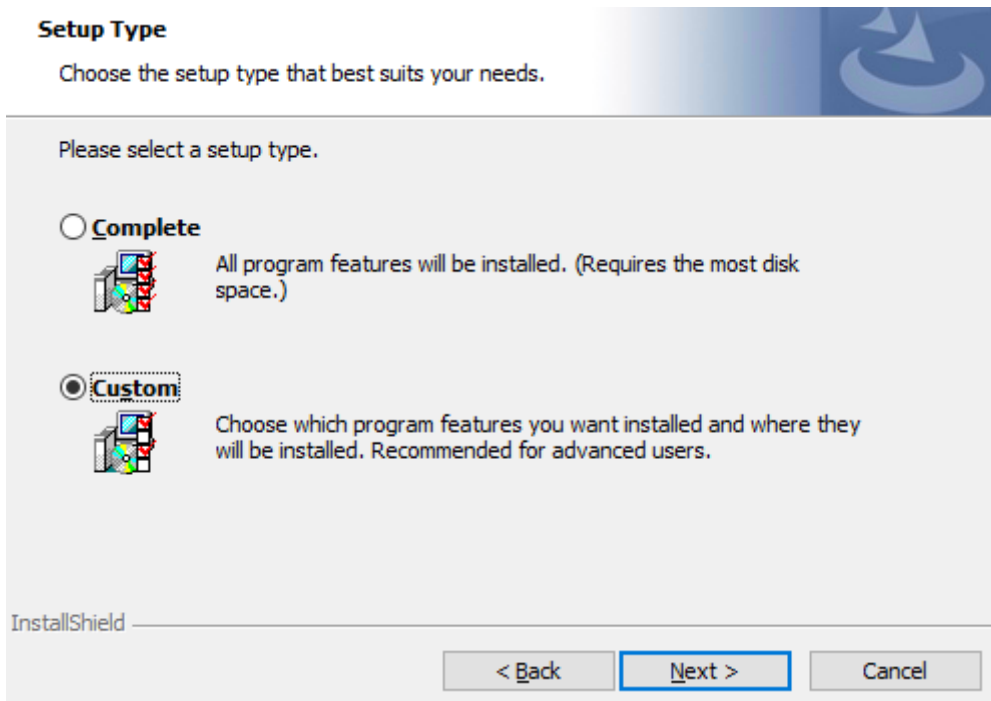 Setup Type
Choose the setup type that best suits your needs.
Please select a setup type.
Complete
All program features will be installed. (Requires the most disk
space.)
Custom
Choose which program features you want installed and where they
will be installed. Recommended for advanced users.
InstallShield
< Back Next > Cancel